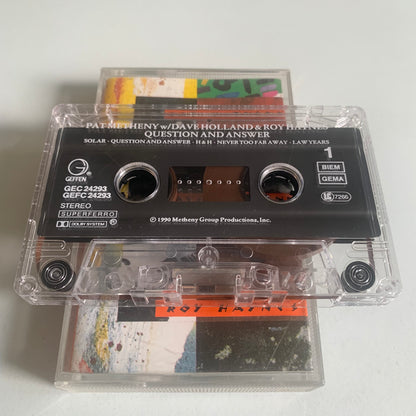 PAT METHENY w/DAVE HOLLAND & ROY HAYNES
QUESTION AND ANSWER
SOLAR · QUESTION AND ANSWER · H & H · NEVER TOO FAR AWAY · LAW YEARS
1
G
GEFFEN
GEC 24293
GEFC 24293
STEREO
SUPERFERRO
DOLBY SYSTEM
BIEM
GEMA
LC 7266
℗ 1990 Metheny Group Productions, Inc.
ROY HAYNES